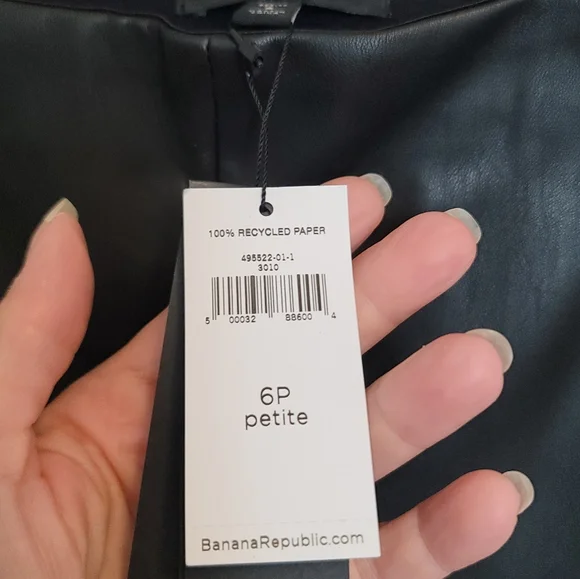 100% RECYCLED PAPER
495522-01-1
3010
5 00032 88600 4
6P
petite
BananaRepublic.com